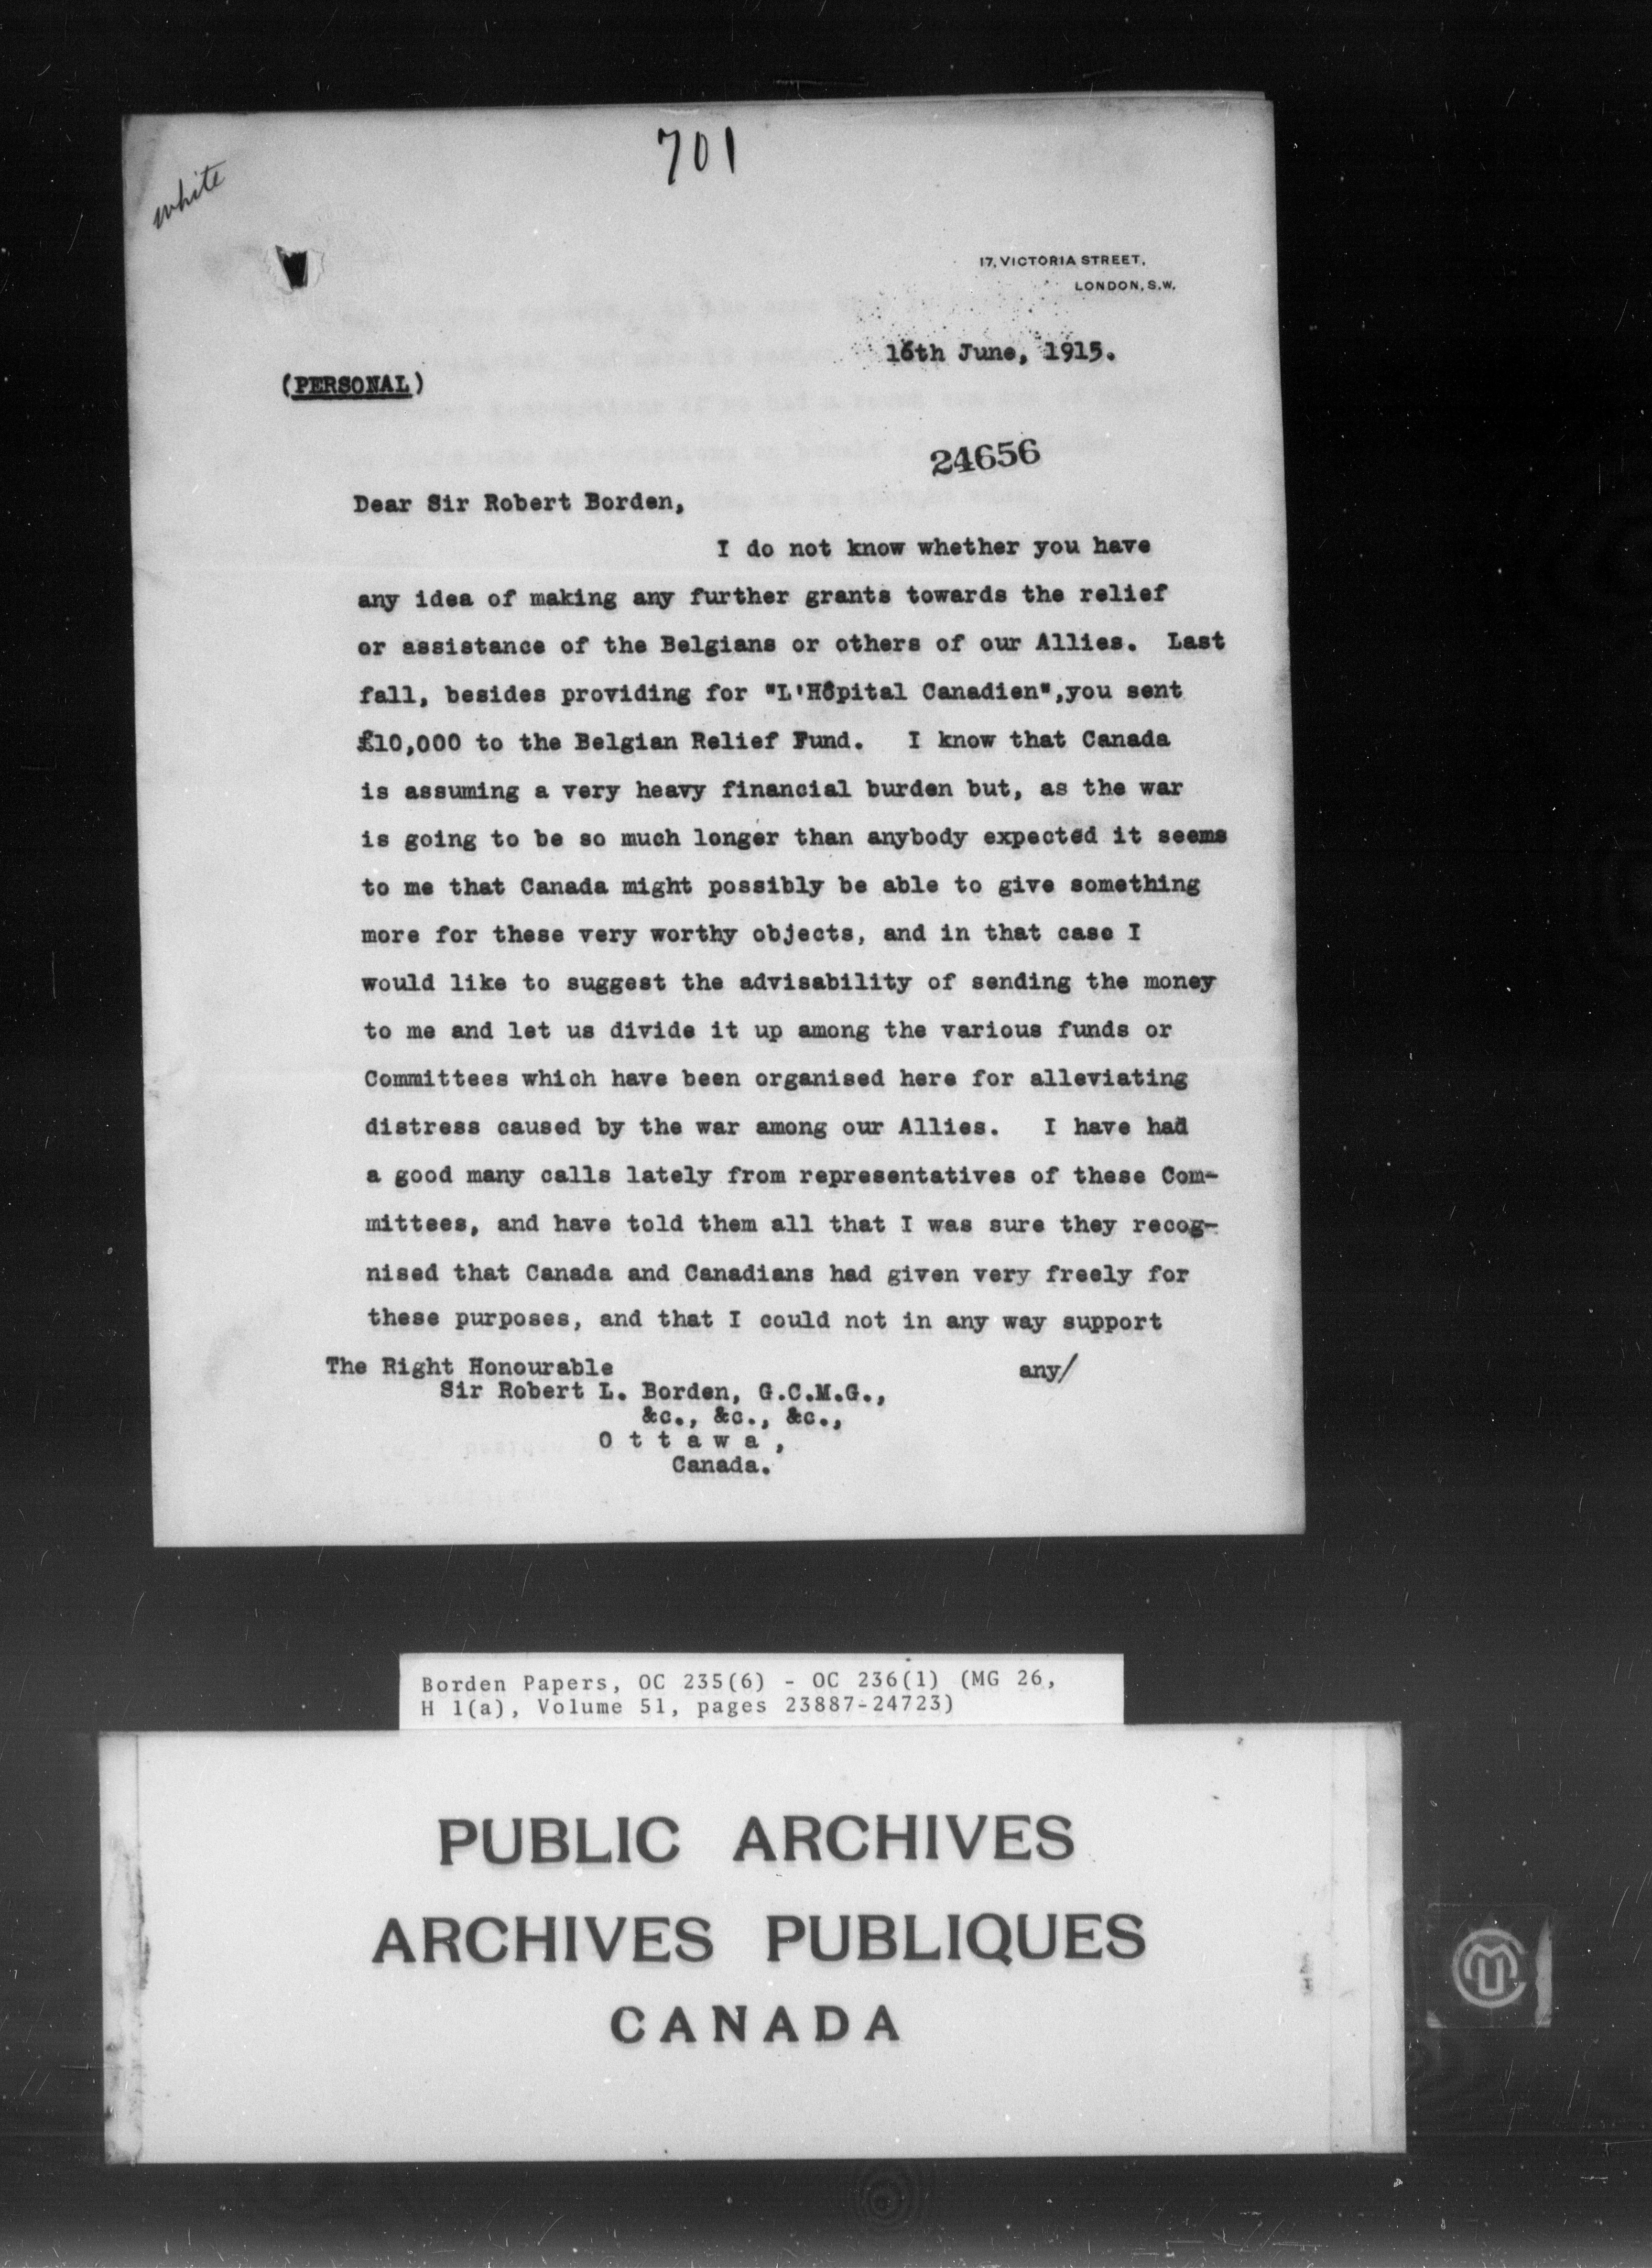 701
white
17, VICTORIA STREET,
LONDON, S.W.
16th June, 1915.
(PERSONAL)
24656
Dear Sir Robert Borden,
I do not know whether you have
any idea of making any further grants towards the relief
or assistance of the Belgians or others of our Allies. Last
fall, besides providing for "L'Hôpital Canadien",you sent
£10,000 to the Belgian Relief Fund. I know that Canada
is assuming a very heavy financial burden but, as the war
is going to be so much longer than anybody expected it seems
to me that Canada might possibly be able to give something
more for these very worthy objects, and in that case I
would like to suggest the advisability of sending the money
to me and let us divide it up among the various funds or
Committees which have been organised here for alleviating
distress caused by the war among our Allies. I have had
a good many calls lately from representatives of these Com-
mittees, and have told them all that I was sure they recog-
nised that Canada and Canadians had given very freely for
these purposes, and that I could not in any way support
any/
The Right Honourable
Sir Robert L. Borden, G.C.M.G.,
&c., &c., &c.,
O t t a w a ,
Canada.
Borden Papers, OC 235(6) - OC 236(1) (MG 26,
H 1(a), Volume 51, pages 23887-24723)
PUBLIC ARCHIVES
ARCHIVES PUBLIQUES
CANADA